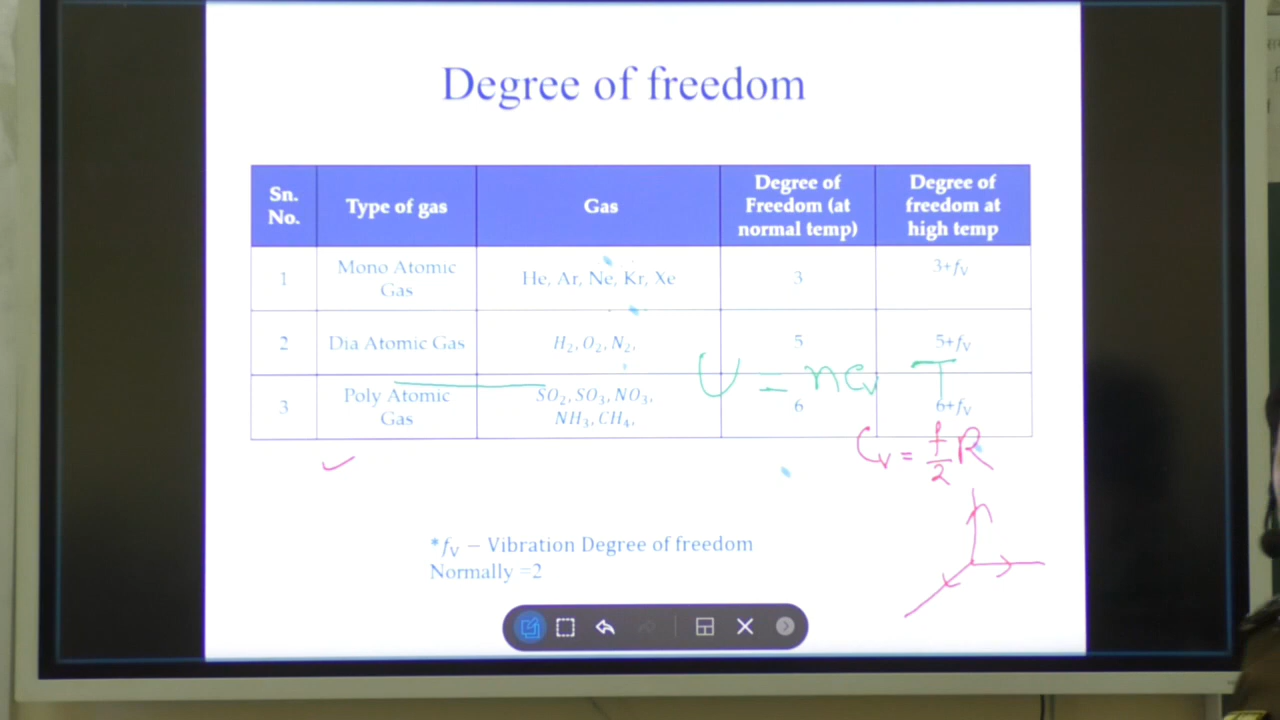 Degree of freedom
Sn. No.
Type of gas
Gas
Degree of Freedom (at normal temp)
Degree of freedom at high temp
1
Mono Atomic Gas
He, Ar, Ne, Kr, Xe
3
3+fᵥ
2
Dia Atomic Gas
H₂, O₂, N₂,
5
5+fᵥ
3
Poly Atomic Gas
SO₂, SO₃, NO₃,
NH₃, CH₄,
6
6+fᵥ
U = nCᵥ T
Cᵥ = f/2 R
*fᵥ – Vibration Degree of freedom
Normally =2